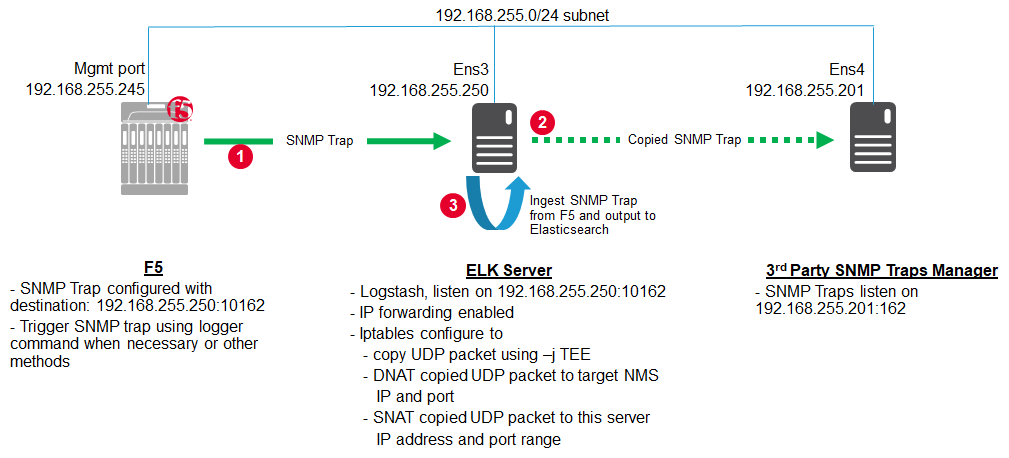 192.168.255.0/24 subnet
Mgmt port
192.168.255.245
Ens3
192.168.255.250
Ens4
192.168.255.201
f5
1
SNMP Trap
2
Copied SNMP Trap
3
Ingest SNMP Trap
from F5 and output to
Elasticsearch
F5
- SNMP Trap configured with
destination: 192.168.255.250:10162
- Trigger SNMP trap using logger
command when necessary or other
methods
ELK Server
- Logstash, listen on 192.168.255.250:10162
- IP forwarding enabled
- Iptables configure to
- copy UDP packet using –j TEE
- DNAT copied UDP packet to target NMS
IP and port
- SNAT copied UDP packet to this server
IP address and port range
3rd Party SNMP Traps Manager
- SNMP Traps listen on
192.168.255.201:162